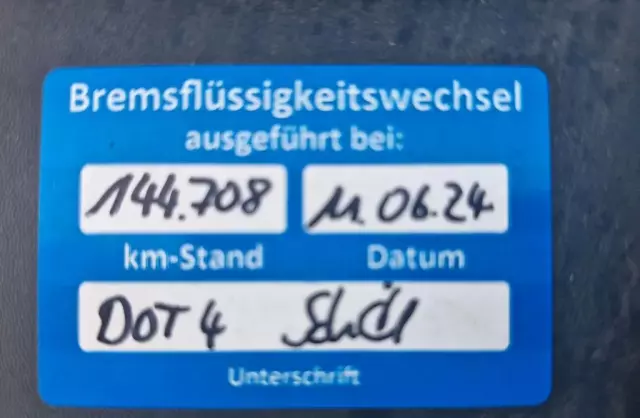 Bremsflüssigkeitswechsel
ausgeführt bei:
144.708 11.06.24
km-Stand Datum
DOT 4
Unterschrift